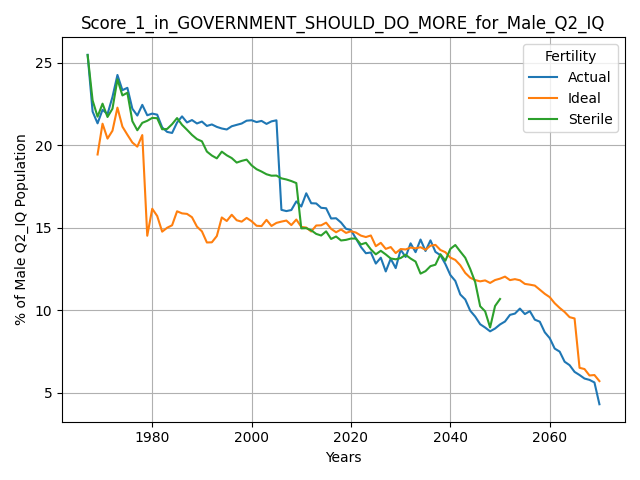 Score_1_in_GOVERNMENT_SHOULD_DO_MORE_for_Male_Q2_IQ
% of Male Q2_IQ Population
25
20
15
10
5
Fertility
Actual
Ideal
Sterile
1980 2000 2020 2040 2060
Years